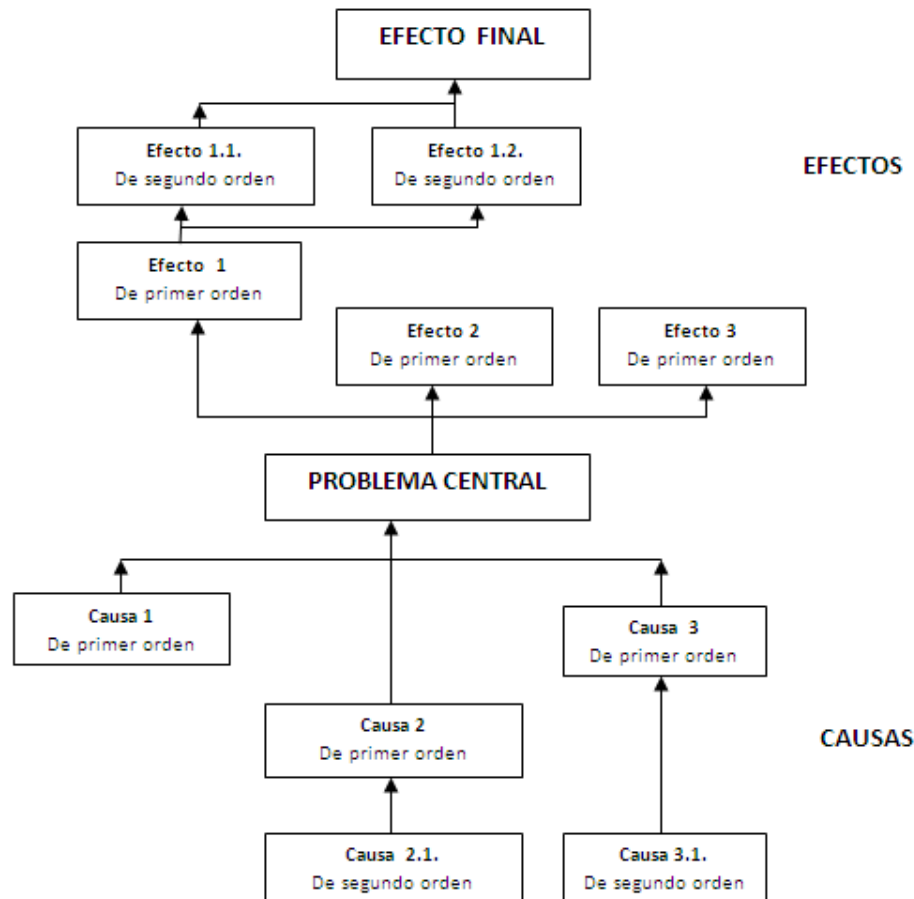 EFECTO FINAL
Efecto 1.1.
De segundo orden
Efecto 1.2.
De segundo orden
EFECTOS
Efecto 1
De primer orden
Efecto 2
De primer orden
Efecto 3
De primer orden
PROBLEMA CENTRAL
Causa 1
De primer orden
Causa 3
De primer orden
Causa 2
De primer orden
CAUSAS
Causa 2.1.
De segundo orden
Causa 3.1.
De segundo orden